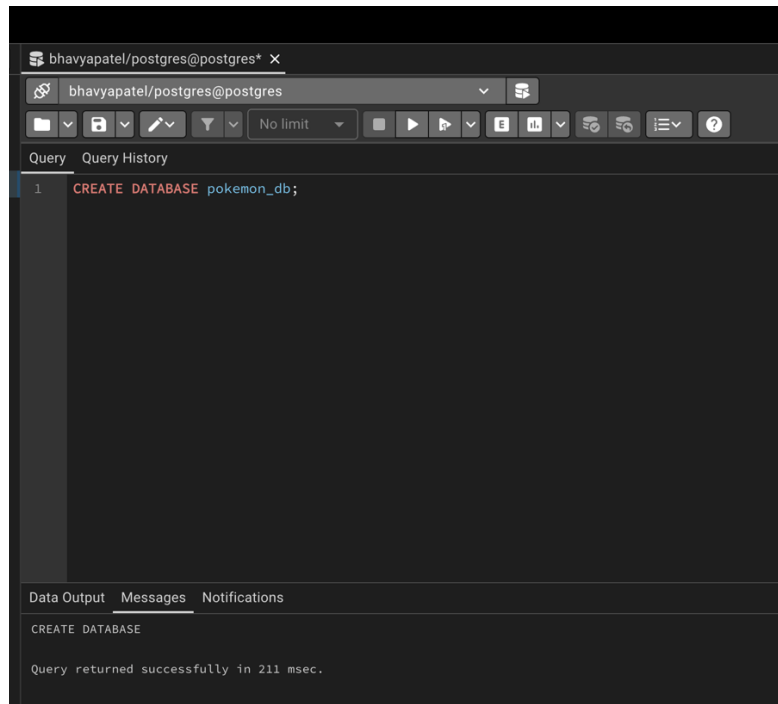 bhavyapatel/postgres@postgres*
bhavyapatel/postgres@postgres
No limit
E
Query Query History
1 CREATE DATABASE pokemon_db;
Data Output Messages Notifications
CREATE DATABASE
Query returned successfully in 211 msec.